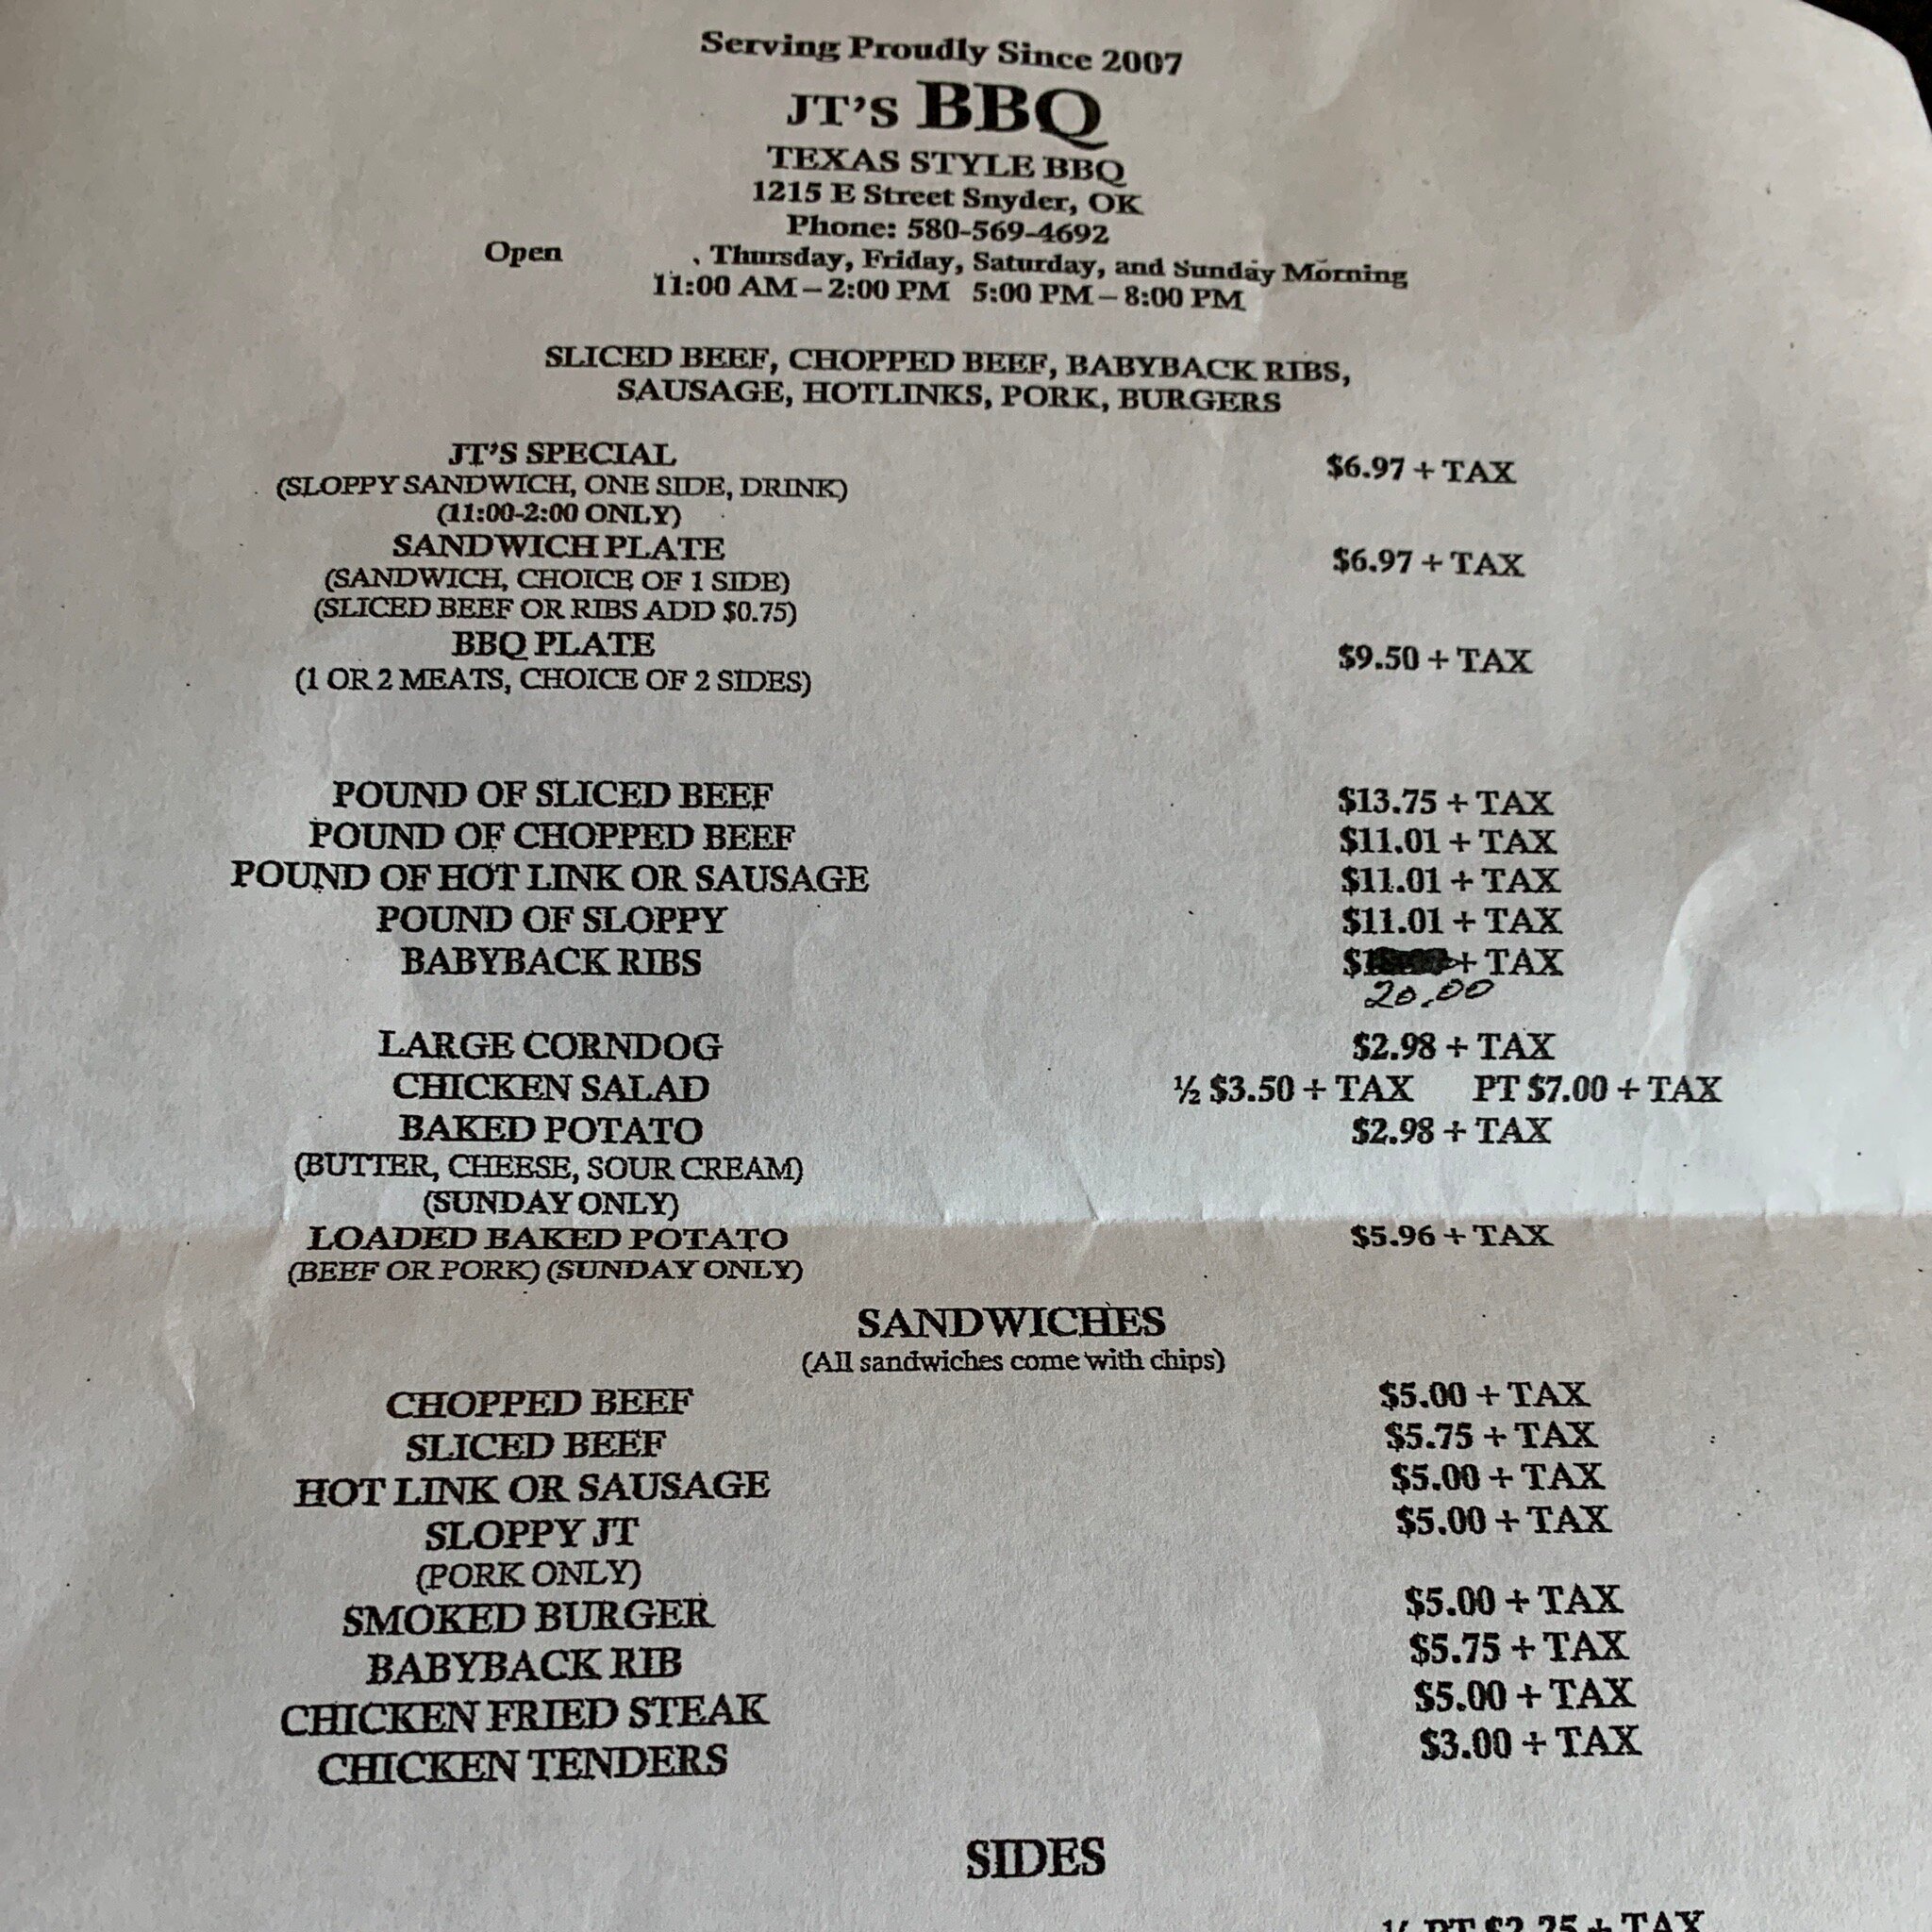 Serving Proudly Since 2007
JT'S BBQ
TEXAS STYLE BBQ
1215 E Street Snyder, OK
Phone: 580-569-4692
Open , Thursday, Friday, Saturday, and Sunday Morning
11:00 AM – 2:00 PM 5:00 PM – 8:00 PM
SLICED BEEF, CHOPPED BEEF, BABYBACK RIBS,
SAUSAGE, HOTLINKS, PORK, BURGERS
JT'S SPECIAL $6.97 + TAX
(SLOPPY SANDWICH, ONE SIDE, DRINK)
(11:00-2:00 ONLY)
SANDWICH PLATE $6.97 + TAX
(SANDWICH, CHOICE OF 1 SIDE)
(SLICED BEEF OR RIBS ADD $0.75)
BBQ PLATE $9.50 + TAX
(1 OR 2 MEATS, CHOICE OF 2 SIDES)
POUND OF SLICED BEEF $13.75 + TAX
POUND OF CHOPPED BEEF $11.01 + TAX
POUND OF HOT LINK OR SAUSAGE $11.01 + TAX
POUND OF SLOPPY $11.01 + TAX
BABYBACK RIBS $1 + TAX
20.00
LARGE CORNDOG $2.98 + TAX
CHICKEN SALAD ½ $3.50 + TAX PT $7.00 + TAX
BAKED POTATO $2.98 + TAX
(BUTTER, CHEESE, SOUR CREAM)
(SUNDAY ONLY)
LOADED BAKED POTATO $5.96 + TAX
(BEEF OR PORK) (SUNDAY ONLY)
SANDWICHES
(All sandwiches come with chips)
CHOPPED BEEF $5.00 + TAX
SLICED BEEF $5.75 + TAX
HOT LINK OR SAUSAGE $5.00 + TAX
SLOPPY JT $5.00 + TAX
(PORK ONLY)
SMOKED BURGER $5.00 + TAX
BABYBACK RIB $5.75 + TAX
CHICKEN FRIED STEAK $5.00 + TAX
CHICKEN TENDERS $3.00 + TAX
SIDES
PT $2.25 + TAX